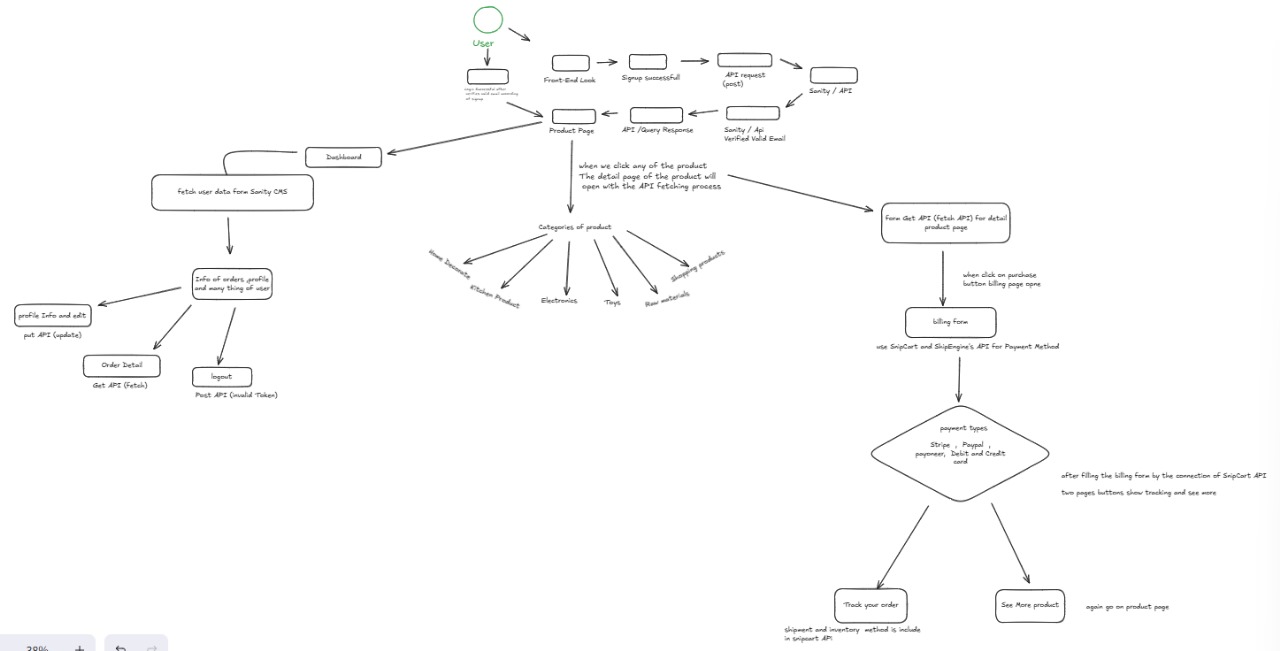 User
Front-End Look
Signup successfull
API request
(post)
Sanity / API
Product Page
API /Query Response
Sanity / Api
Verified Valid Email
Dashboard
fetch user data form Sanity CMS
when we click any of the product
The detail page of the product will
open with the API fetching process
form Get API (fetch API) for detail
product page
Categories of product
Home Decorate
Kitchen Product
Electronics
Toys
Raw materials
Shopping products
Info of orders ,profile
and many thing of user
profile Info and edit
put API (update)
Order Detail
Get API (fetch)
logout
Post API (invalid Token)
when click on purchase
button billing page opne
billing form
use SnipCart and ShipEngine's API for Payment Method
payment types
Stripe , Paypal ,
payoneer, Debit and Credit
card
after filling the billing form by the connection of SnipCart API
two pages buttons show tracking and see more
Track your order
shipment and inventory method is include
in snipcart API
See More product
again go on product page
38%